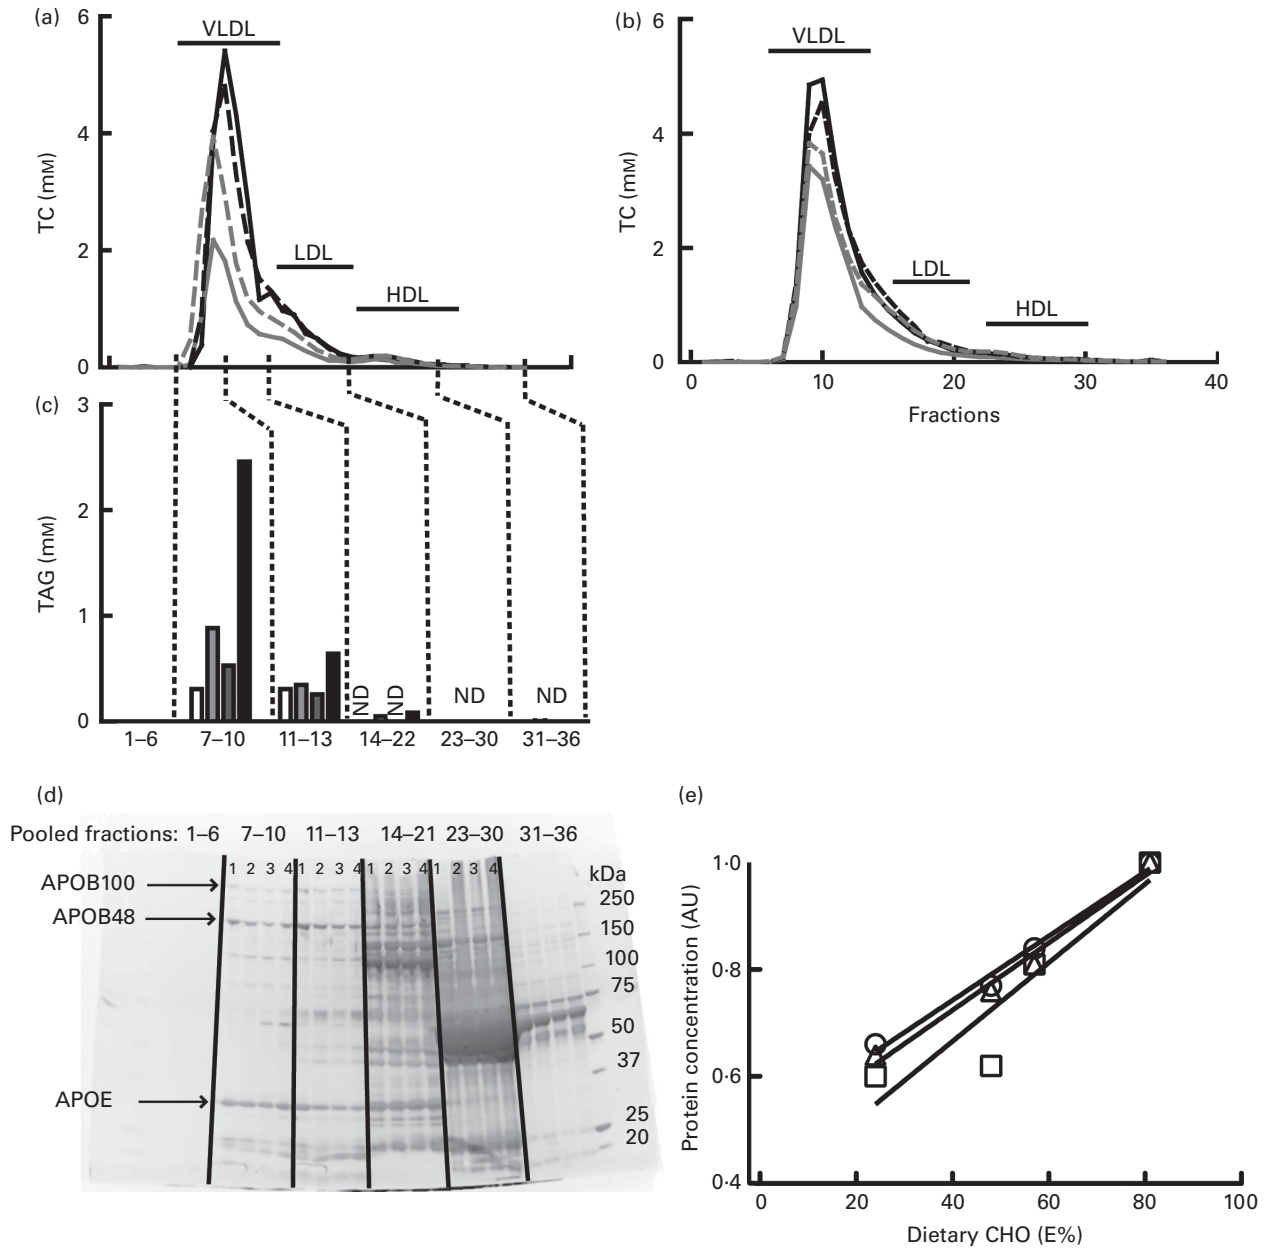 (a)
6
4
2
0
TC (mM)
VLDL
LDL
HDL
(b)
6
4
2
0
TC (mM)
VLDL
LDL
HDL
0 10 20 30 40
Fractions
(c)
3
2
1
0
TAG (mM)
ND ND ND ND
1–6 7–10 11–13 14–22 23–30 31–36
(d)
Pooled fractions: 1–6 7–10 11–13 14–21 23–30 31–36
1 2 3 4 1 2 3 4 1 2 3 4 1 2 3 4
kDa
APOB100
250
APOB48
150
100
75
50
37
APOE
25
20
(e)
1·0
0·8
0·6
0·4
Protein concentration (AU)
0 20 40 60 80 100
Dietary CHO (E%)